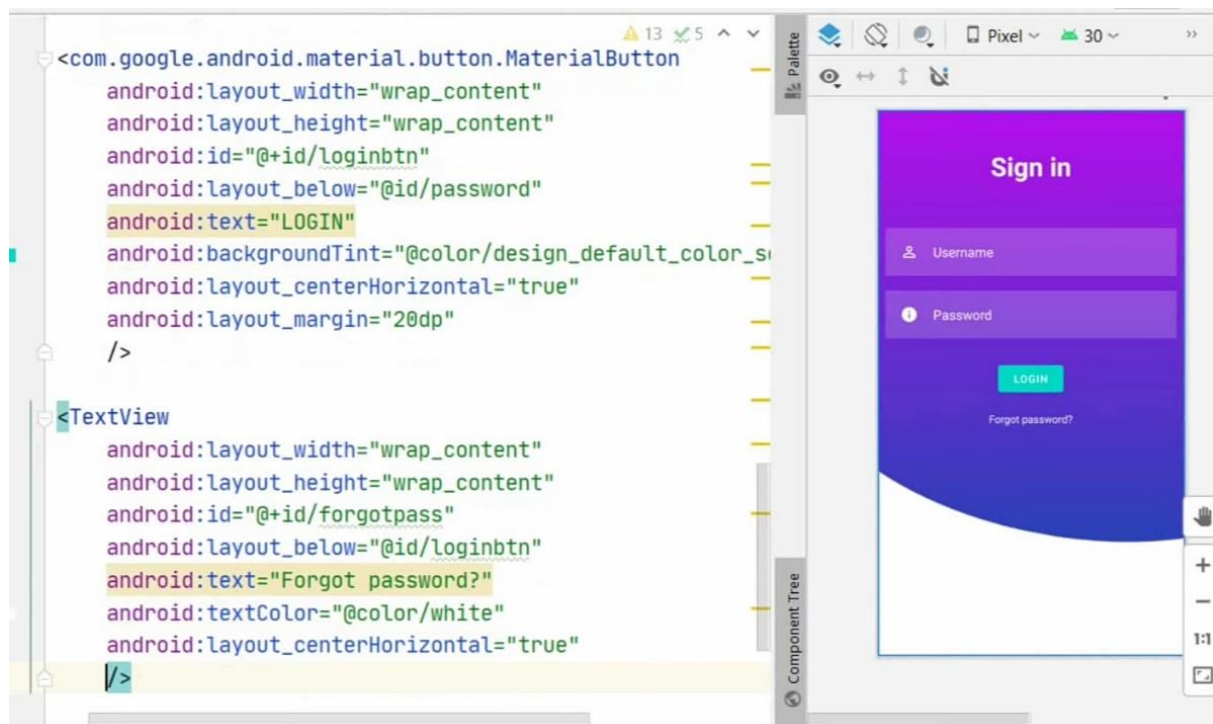 13 5
<com.google.android.material.button.MaterialButton
android:layout_width="wrap_content"
android:layout_height="wrap_content"
android:id="@+id/loginbtn"
android:layout_below="@id/password"
android:text="LOGIN"
android:backgroundTint="@color/design_default_color_s
android:layout_centerHorizontal="true"
android:layout_margin="20dp"
/>
<TextView
android:layout_width="wrap_content"
android:layout_height="wrap_content"
android:id="@+id/forgotpass"
android:layout_below="@id/loginbtn"
android:text="Forgot password?"
android:textColor="@color/white"
android:layout_centerHorizontal="true"
/>
Palette
Component Tree
Pixel 30
Sign in
Username
Password
LOGIN
Forgot password?
1:1